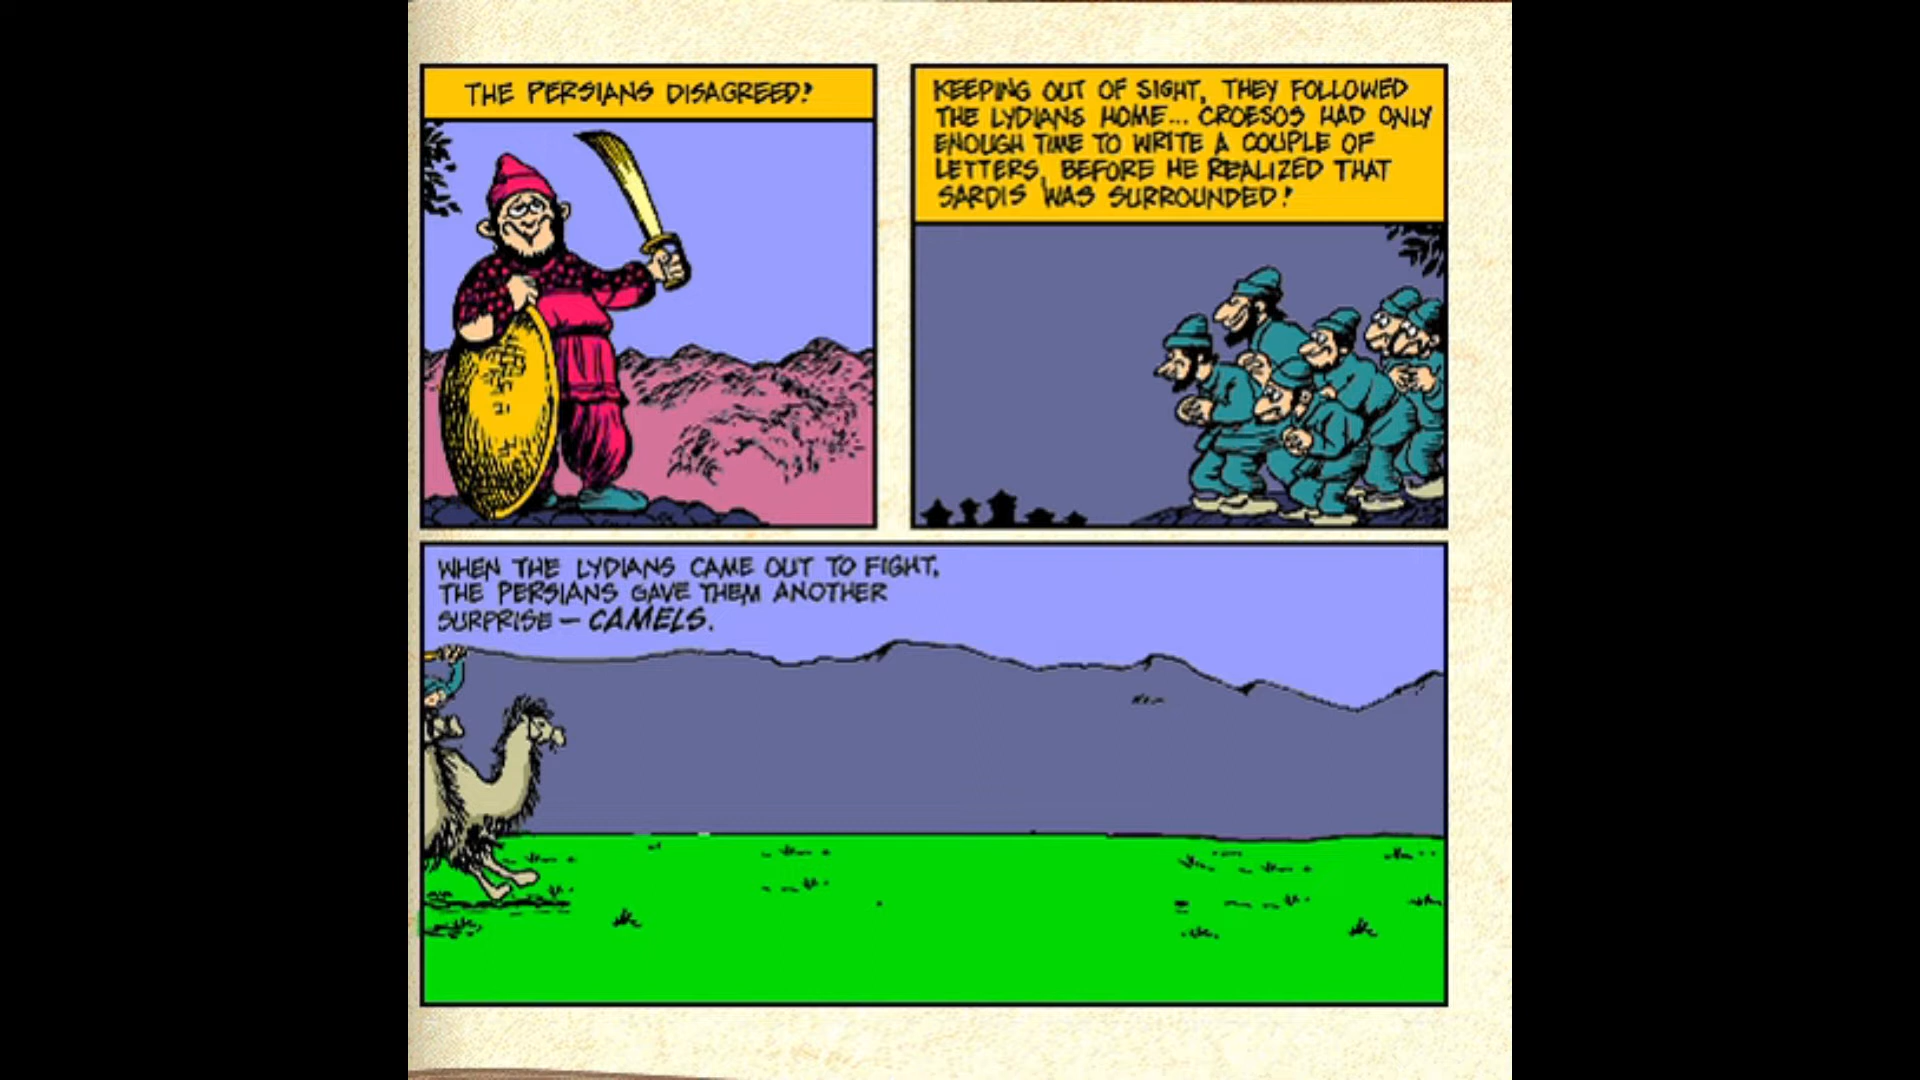 THE PERSIANS DISAGREED!
KEEPING OUT OF SIGHT, THEY FOLLOWED
THE LYDIANS HOME... CROESOS HAD ONLY
ENOUGH TIME TO WRITE A COUPLE OF
LETTERS, BEFORE HE REALIZED THAT
SARDIS WAS SURROUNDED!
WHEN THE LYDIANS CAME OUT TO FIGHT,
THE PERSIANS GAVE THEM ANOTHER
SURPRISE — CAMELS.